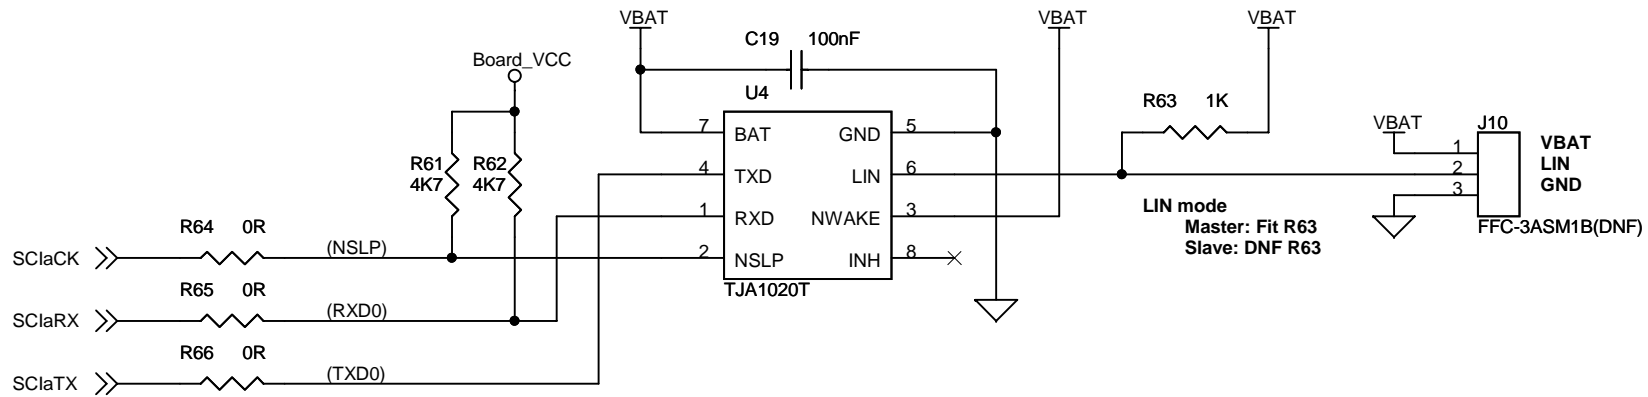 VBAT
VBAT
VBAT
C19 100nF
Board_VCC
U4
R63 1K
VBAT
J10
7 BAT GND 5
1 VBAT
R61 4K7
R62 4K7
4 TXD LIN 6
2 LIN
3 GND
1 RXD NWAKE 3
LIN mode
Master: Fit R63
Slave: DNF R63
FFC-3ASM1B(DNF)
R64 0R
SCIaCK (NSLP)
2 NSLP INH 8
TJA1020T
R65 0R
SCIaRX (RXD0)
R66 0R
SCIaTX (TXD0)